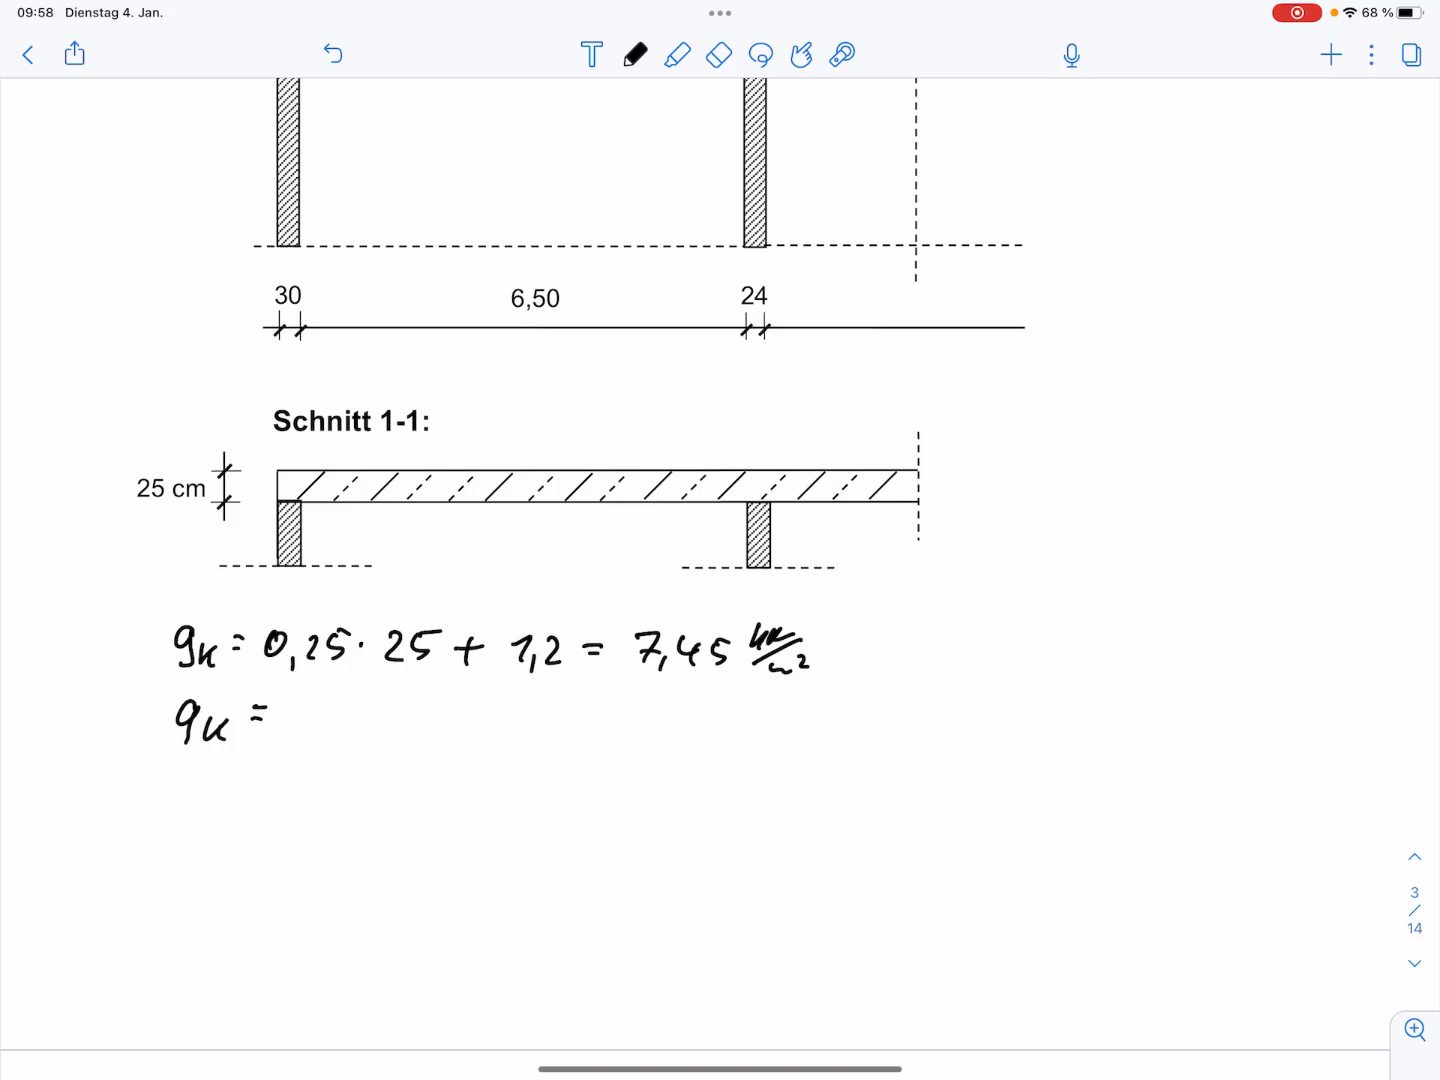 09:58 Dienstag 4. Jan. 68 %
30 6,50 24
Schnitt 1-1:
25 cm
gk = 0,25 · 25 + 1,2 = 7,45 kN/m²
qk =
3
/
14